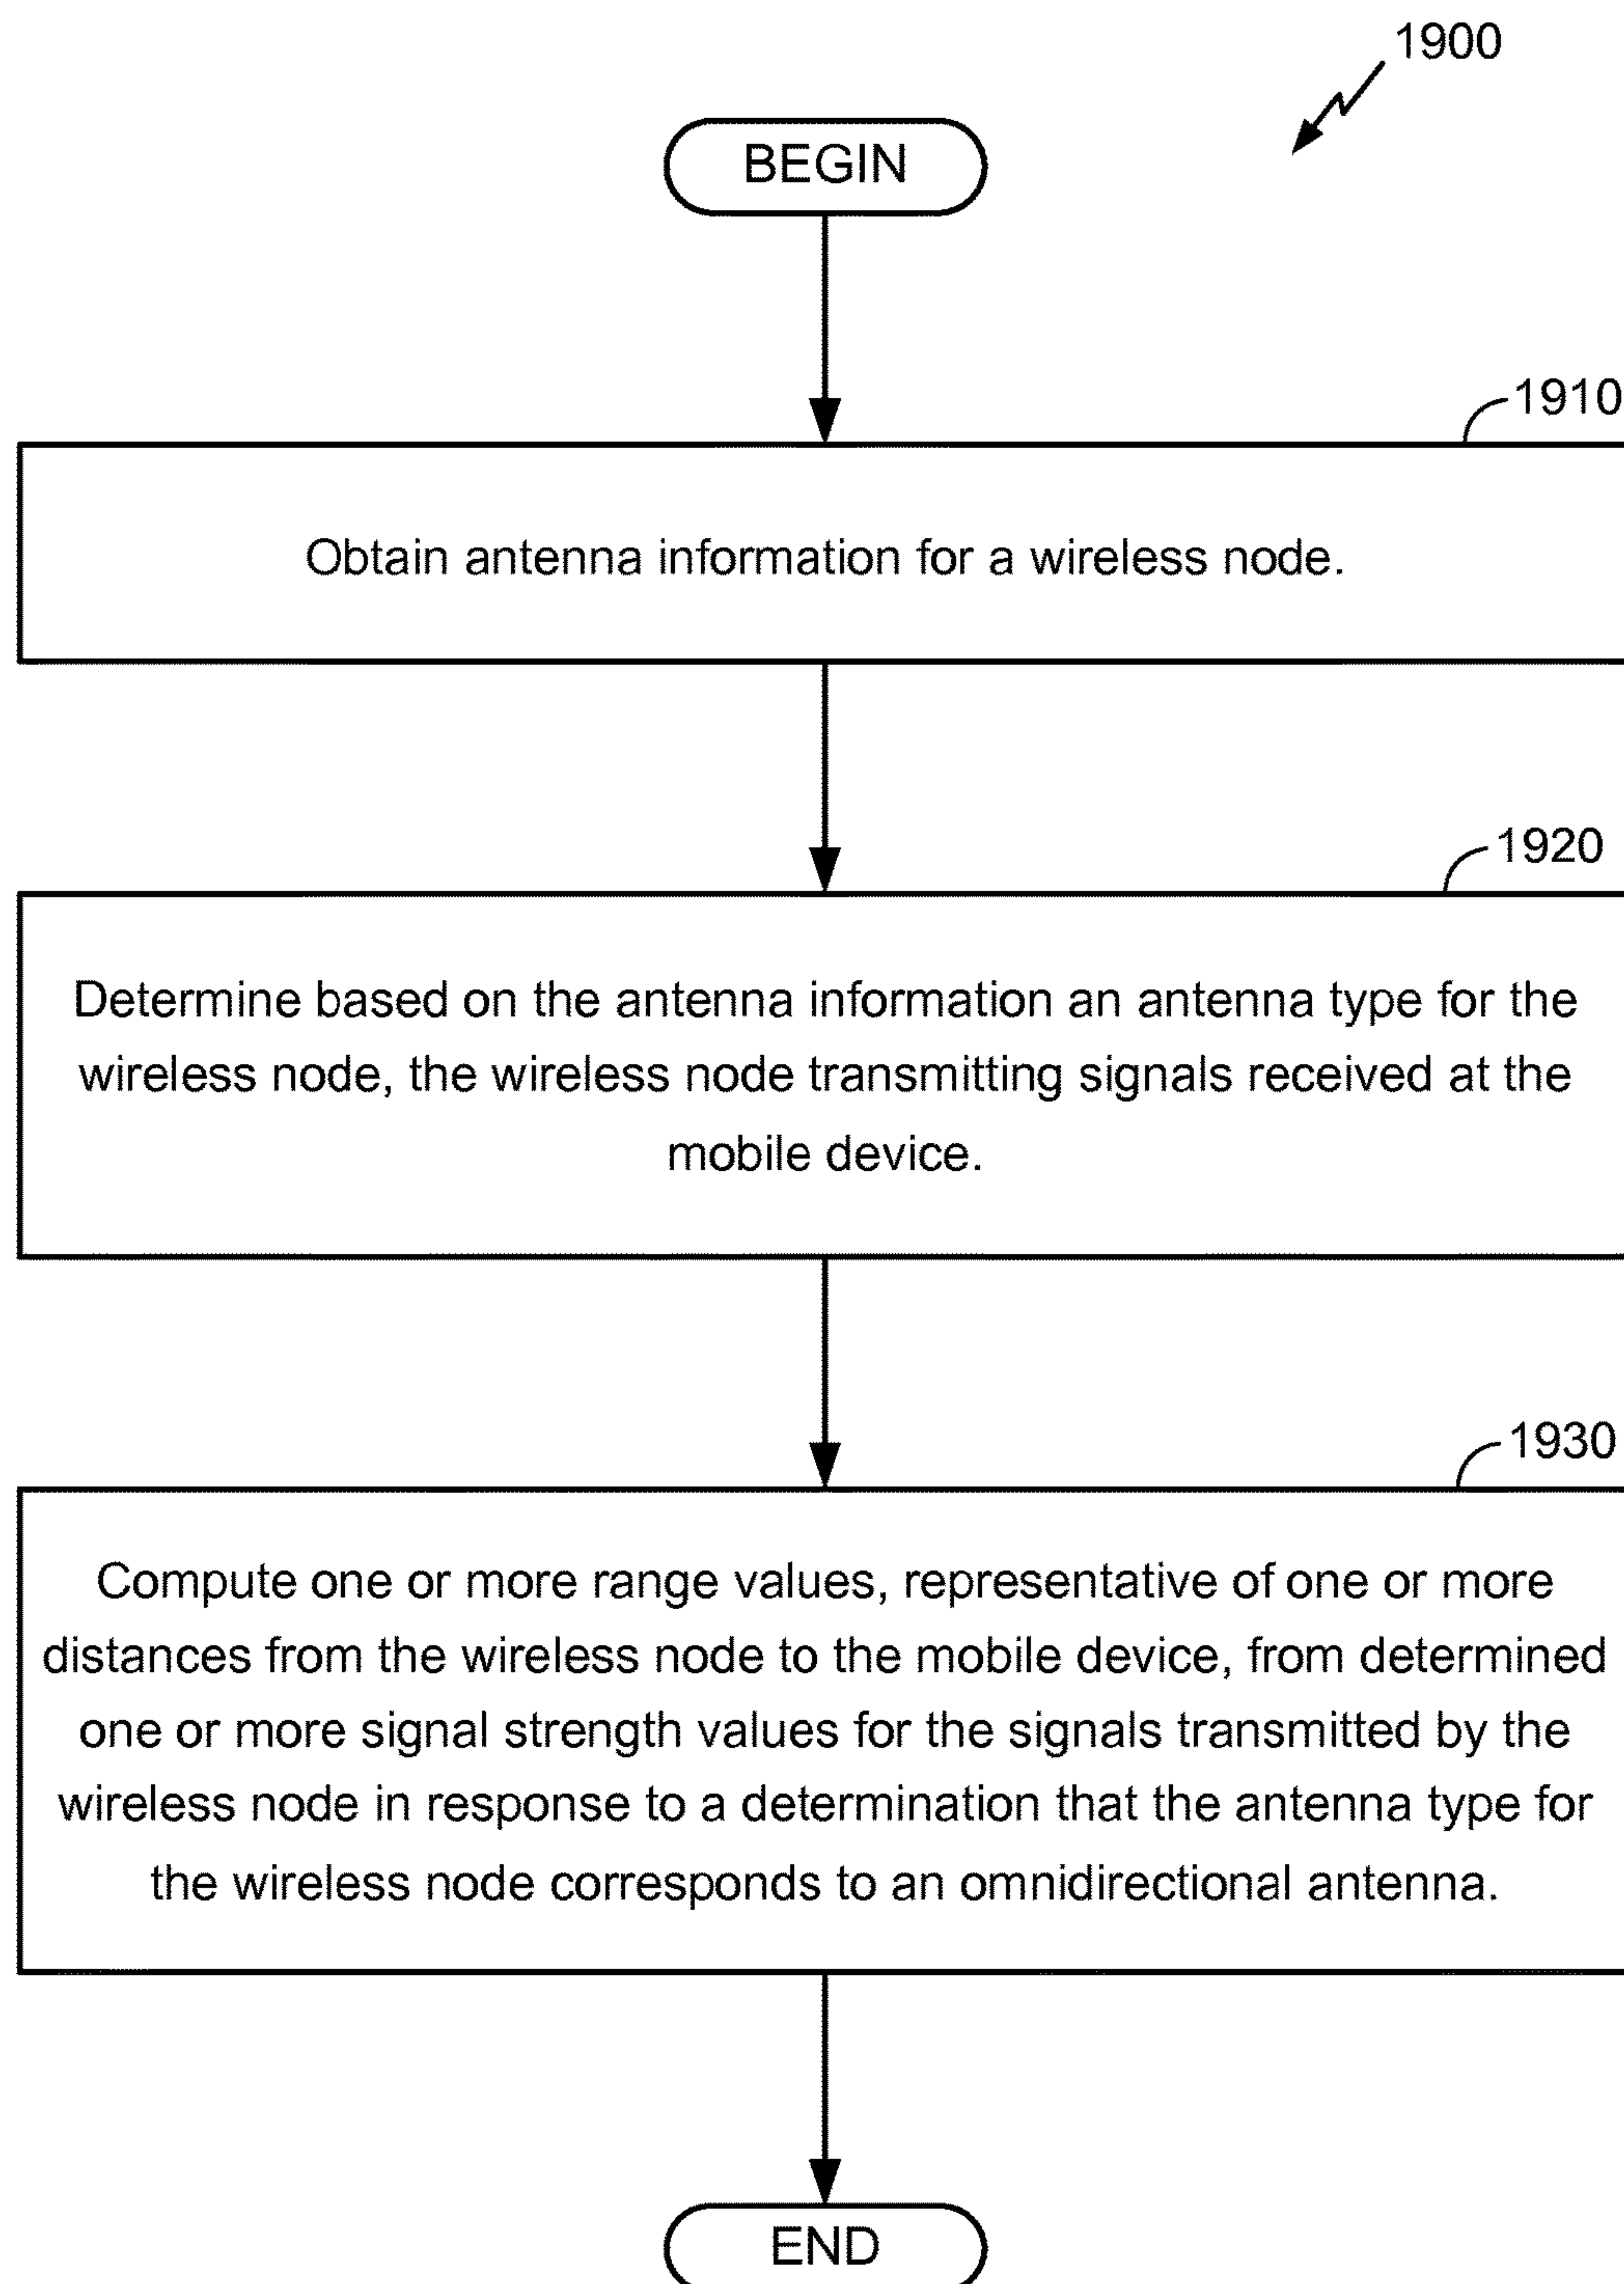 1900
BEGIN
1910
Obtain antenna information for a wireless node.
1920
Determine based on the antenna information an antenna type for the
wireless node, the wireless node transmitting signals received at the
mobile device.
1930
Compute one or more range values, representative of one or more
distances from the wireless node to the mobile device, from determined
one or more signal strength values for the signals transmitted by the
wireless node in response to a determination that the antenna type for
the wireless node corresponds to an omnidirectional antenna.
END